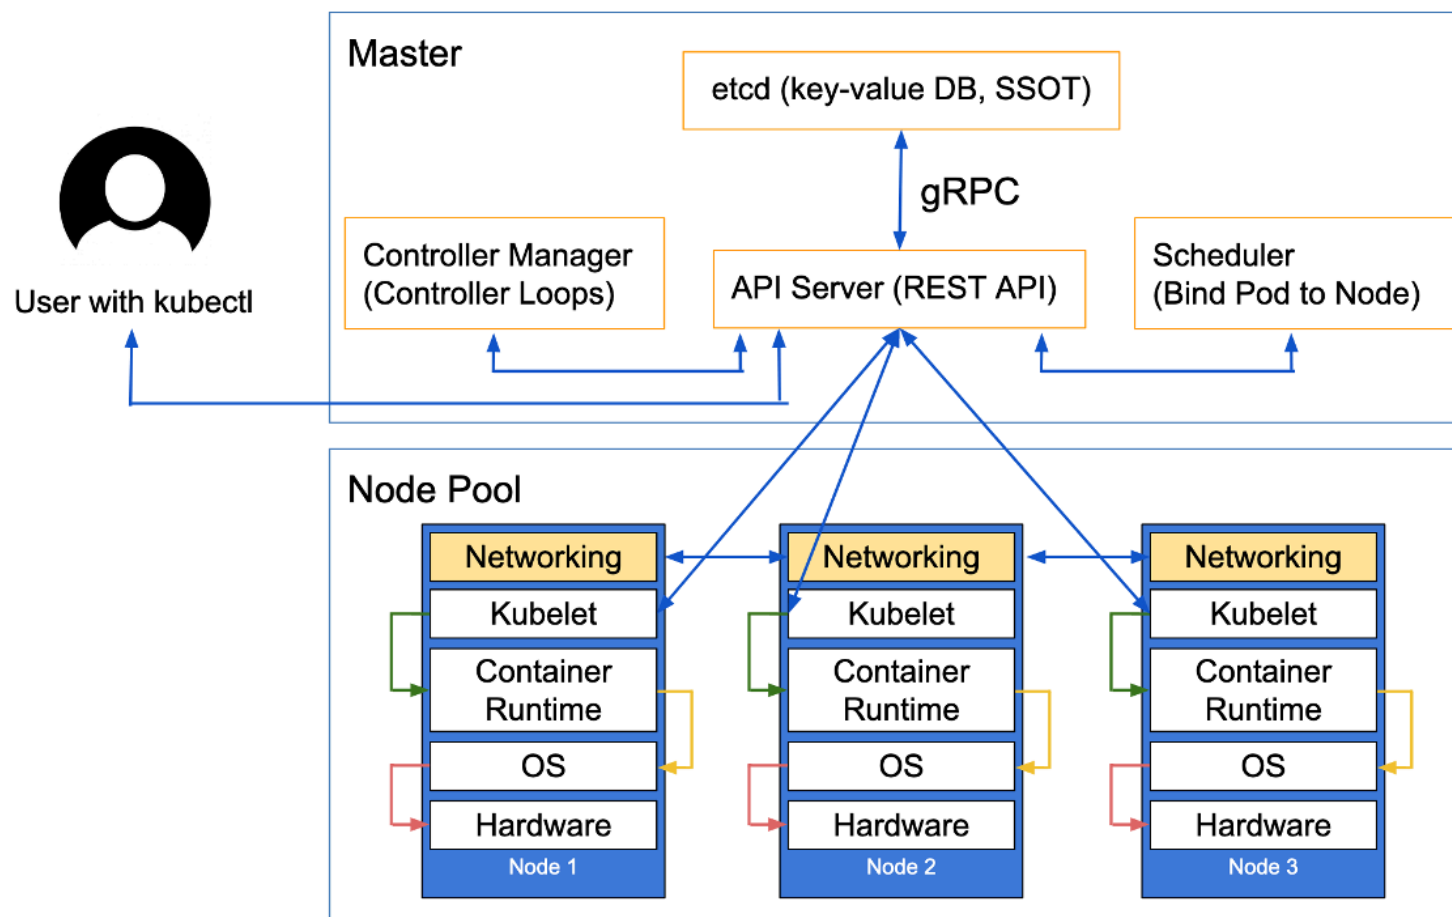 Master
etcd (key-value DB, SSOT)
gRPC
User with kubectl
Controller Manager
(Controller Loops)
API Server (REST API)
Scheduler
(Bind Pod to Node)
Node Pool
Networking
Kubelet
Container
Runtime
OS
Hardware
Node 1
Networking
Kubelet
Container
Runtime
OS
Hardware
Node 2
Networking
Kubelet
Container
Runtime
OS
Hardware
Node 3